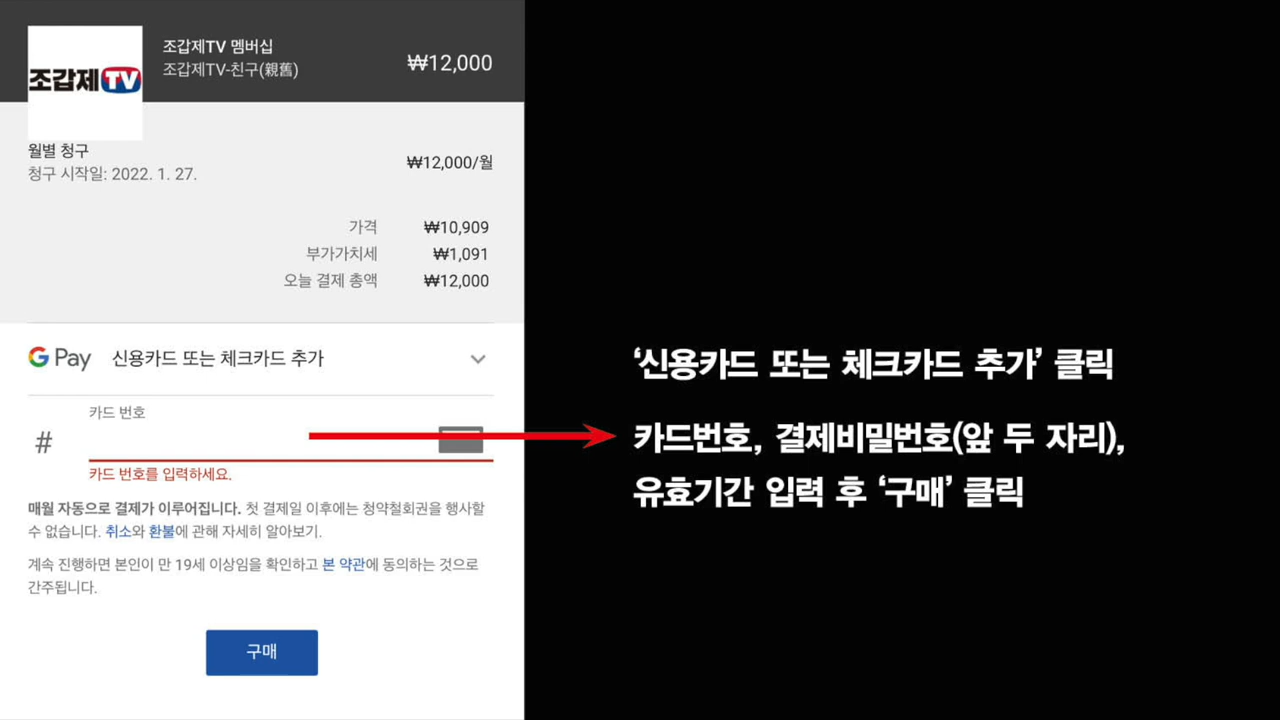 조갑제TV
조갑제TV 멤버십
조갑제TV-친구(親舊)
₩12,000
월별 청구
청구 시작일: 2022. 1. 27.
₩12,000/월
가격 ₩10,909
부가가치세 ₩1,091
오늘 결제 총액 ₩12,000
G Pay 신용카드 또는 체크카드 추가
카드 번호
#
카드 번호를 입력하세요.
매월 자동으로 결제가 이루어집니다. 첫 결제일 이후에는 청약철회권을 행사할
수 없습니다. 취소와 환불에 관해 자세히 알아보기.
계속 진행하면 본인이 만 19세 이상임을 확인하고 본 약관에 동의하는 것으로
간주됩니다.
구매
‘신용카드 또는 체크카드 추가’ 클릭
카드번호, 결제비밀번호(앞 두 자리),
유효기간 입력 후 ‘구매’ 클릭